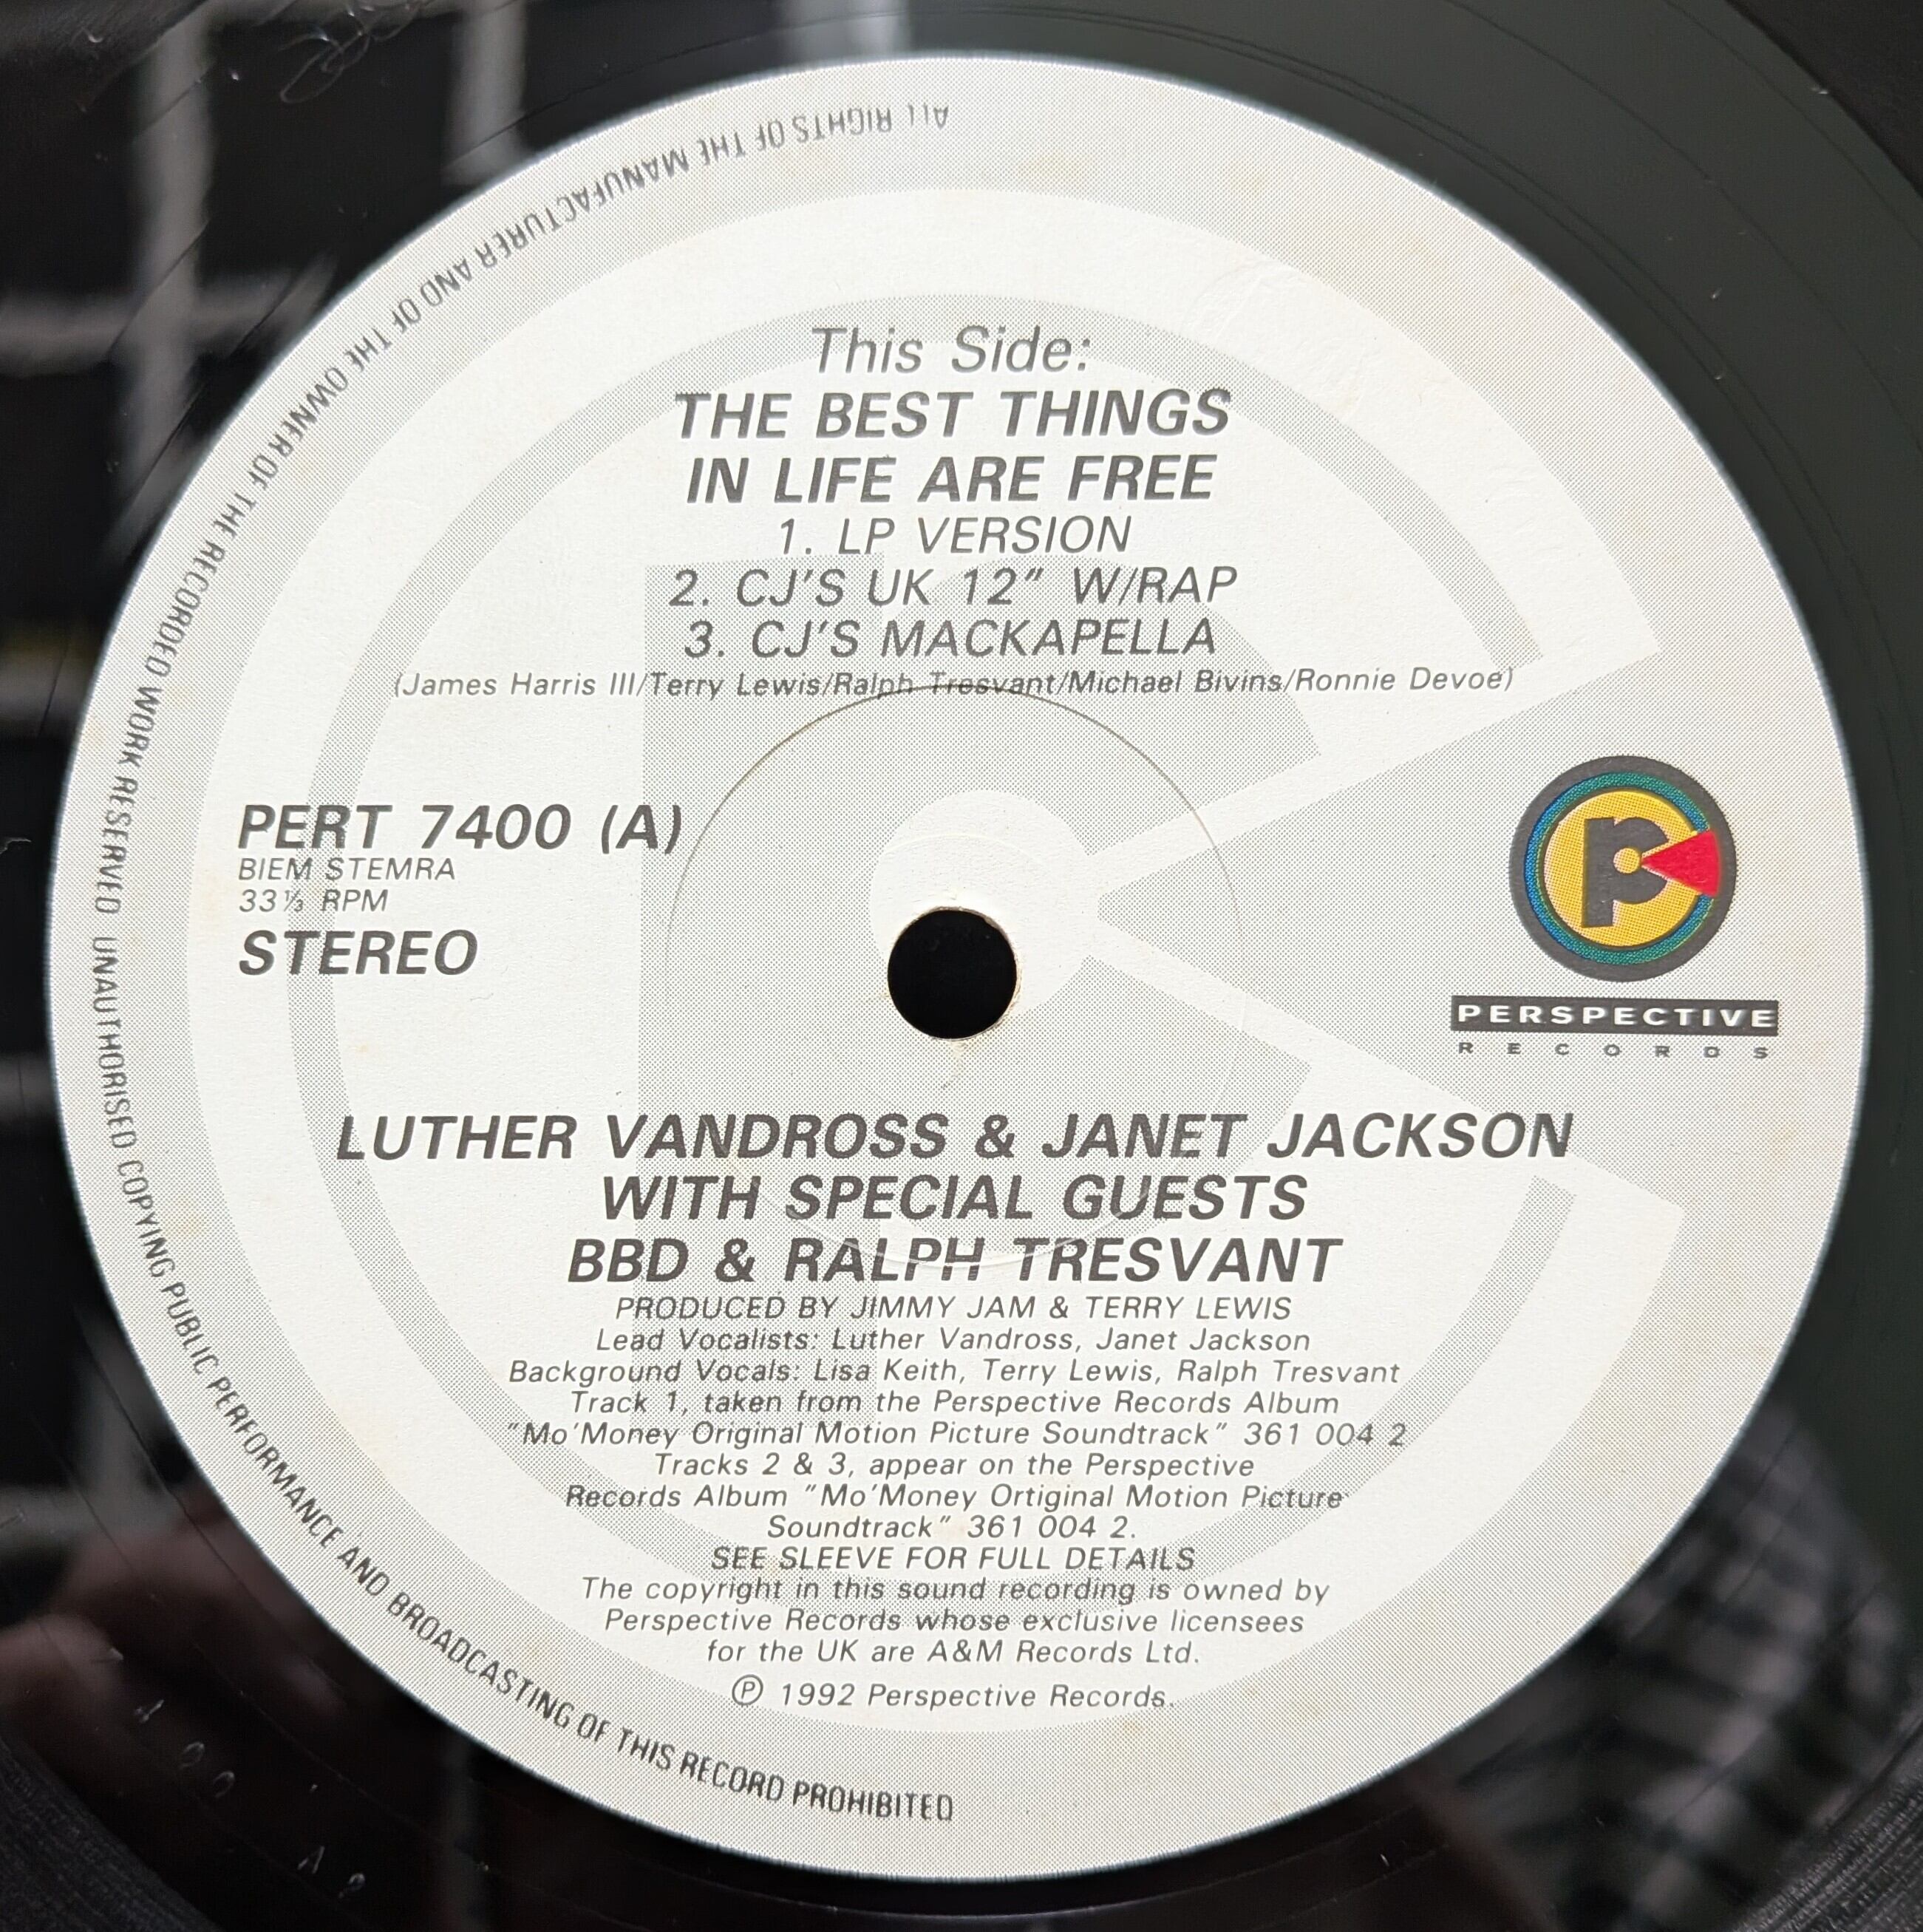 This Side:
THE BEST THINGS
IN LIFE ARE FREE
1. LP VERSION
2. CJ'S UK 12" W/RAP
3. CJ'S MACKAPELLA
(James Harris III/Terry Lewis/Ralph Tresvant/Michael Bivins/Ronnie Devoe)
PERT 7400 (A)
BIEM STEMRA
33⅓ RPM
STEREO
P
PERSPECTIVE
RECORDS
LUTHER VANDROSS & JANET JACKSON
WITH SPECIAL GUESTS
BBD & RALPH TRESVANT
PRODUCED BY JIMMY JAM & TERRY LEWIS
Lead Vocalists: Luther Vandross, Janet Jackson
Background Vocals: Lisa Keith, Terry Lewis, Ralph Tresvant
Track 1, taken from the Perspective Records Album
"Mo'Money Original Motion Picture Soundtrack" 361 004 2
Tracks 2 & 3, appear on the Perspective
Records Album "Mo'Money Ortiginal Motion Picture
Soundtrack" 361 004 2.
SEE SLEEVE FOR FULL DETAILS
The copyright in this sound recording is owned by
Perspective Records whose exclusive licensees
for the UK are A&M Records Ltd.
℗ 1992 Perspective Records.
ALL RIGHTS OF THE MANUFACTURER AND OF THE OWNER OF THE RECORDED WORK RESERVED UNAUTHORISED COPYING PUBLIC PERFORMANCE AND BROADCASTING OF THIS RECORD PROHIBITED